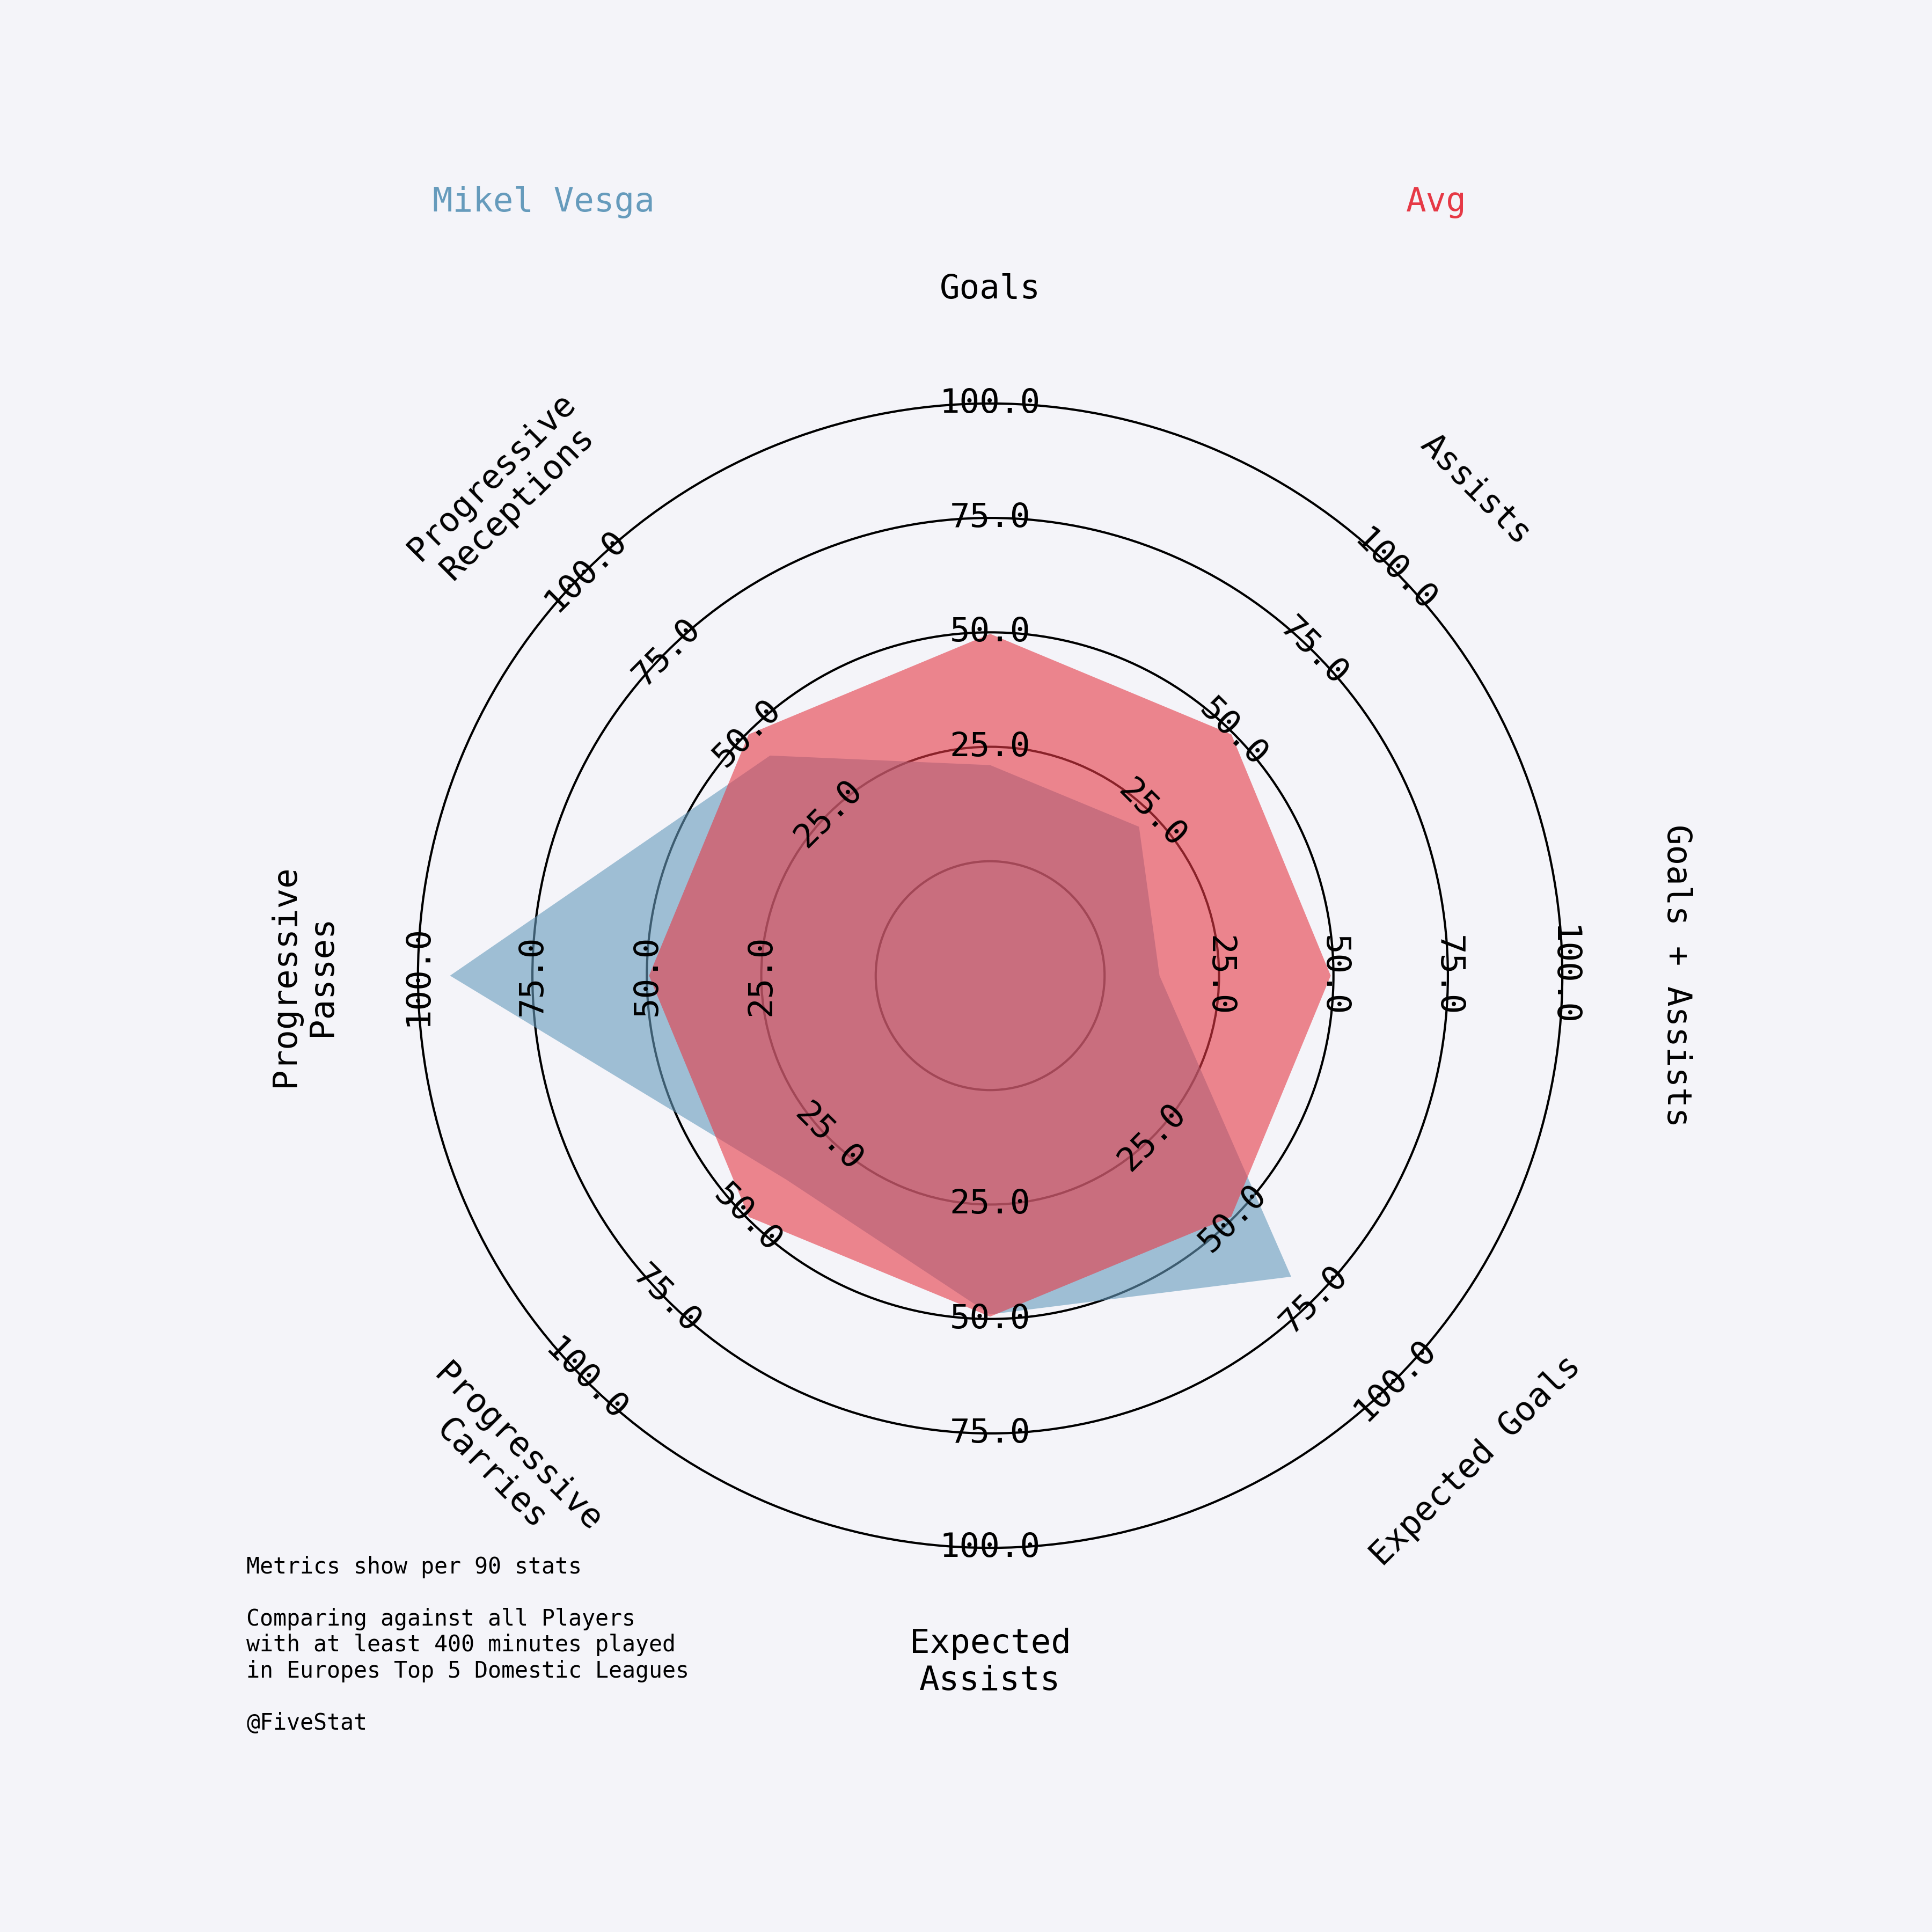 Mikel Vesga
Avg
Goals
Assists
Goals + Assists
Expected Goals
Expected
Assists
Progressive
Carries
Progressive
Passes
Progressive
Receptions
25.0
50.0
75.0
100.0
25.0
50.0
75.0
100.0
25.0
50.0
75.0
100.0
25.0
50.0
75.0
100.0
25.0
50.0
75.0
100.0
25.0
50.0
75.0
100.0
25.0
50.0
75.0
100.0
25.0
50.0
75.0
100.0
Metrics show per 90 stats
Comparing against all Players
with at least 400 minutes played
in Europes Top 5 Domestic Leagues
@FiveStat